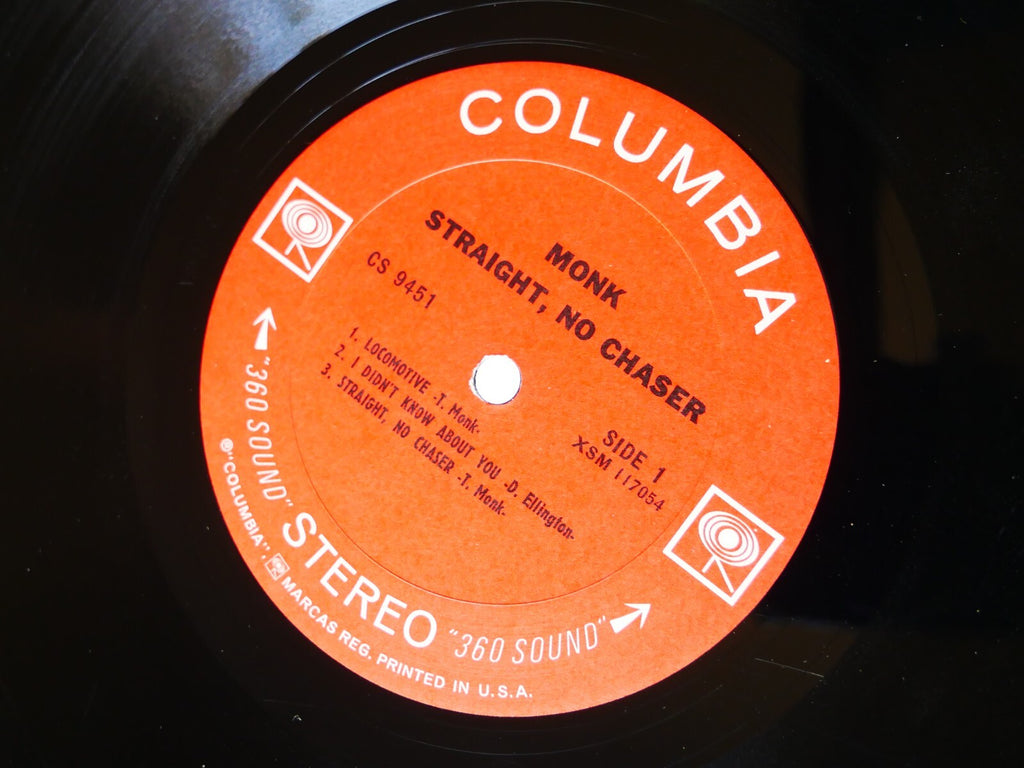 COLUMBIA
MONK
STRAIGHT, NO CHASER
CS 9451
SIDE 1
XSM 117054
1. LOCOMOTIVE -T. Monk-
2. I DIDN'T KNOW ABOUT YOU -D. Ellington-
3. STRAIGHT, NO CHASER -T. Monk-
"360 SOUND" STEREO "360 SOUND"
℗"COLUMBIA", MARCAS REG. PRINTED IN U.S.A.